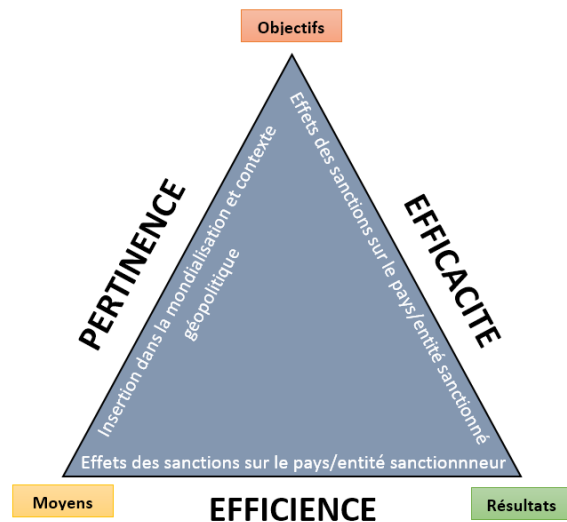 Objectifs
PERTINENCE
Insertion dans la mondialisation et contexte
géopolitique
Effets des sanctions sur le pays/entité sanctionné
EFFICACITE
Effets des sanctions sur le pays/entité sanctionnneur
Moyens
EFFICIENCE
Résultats